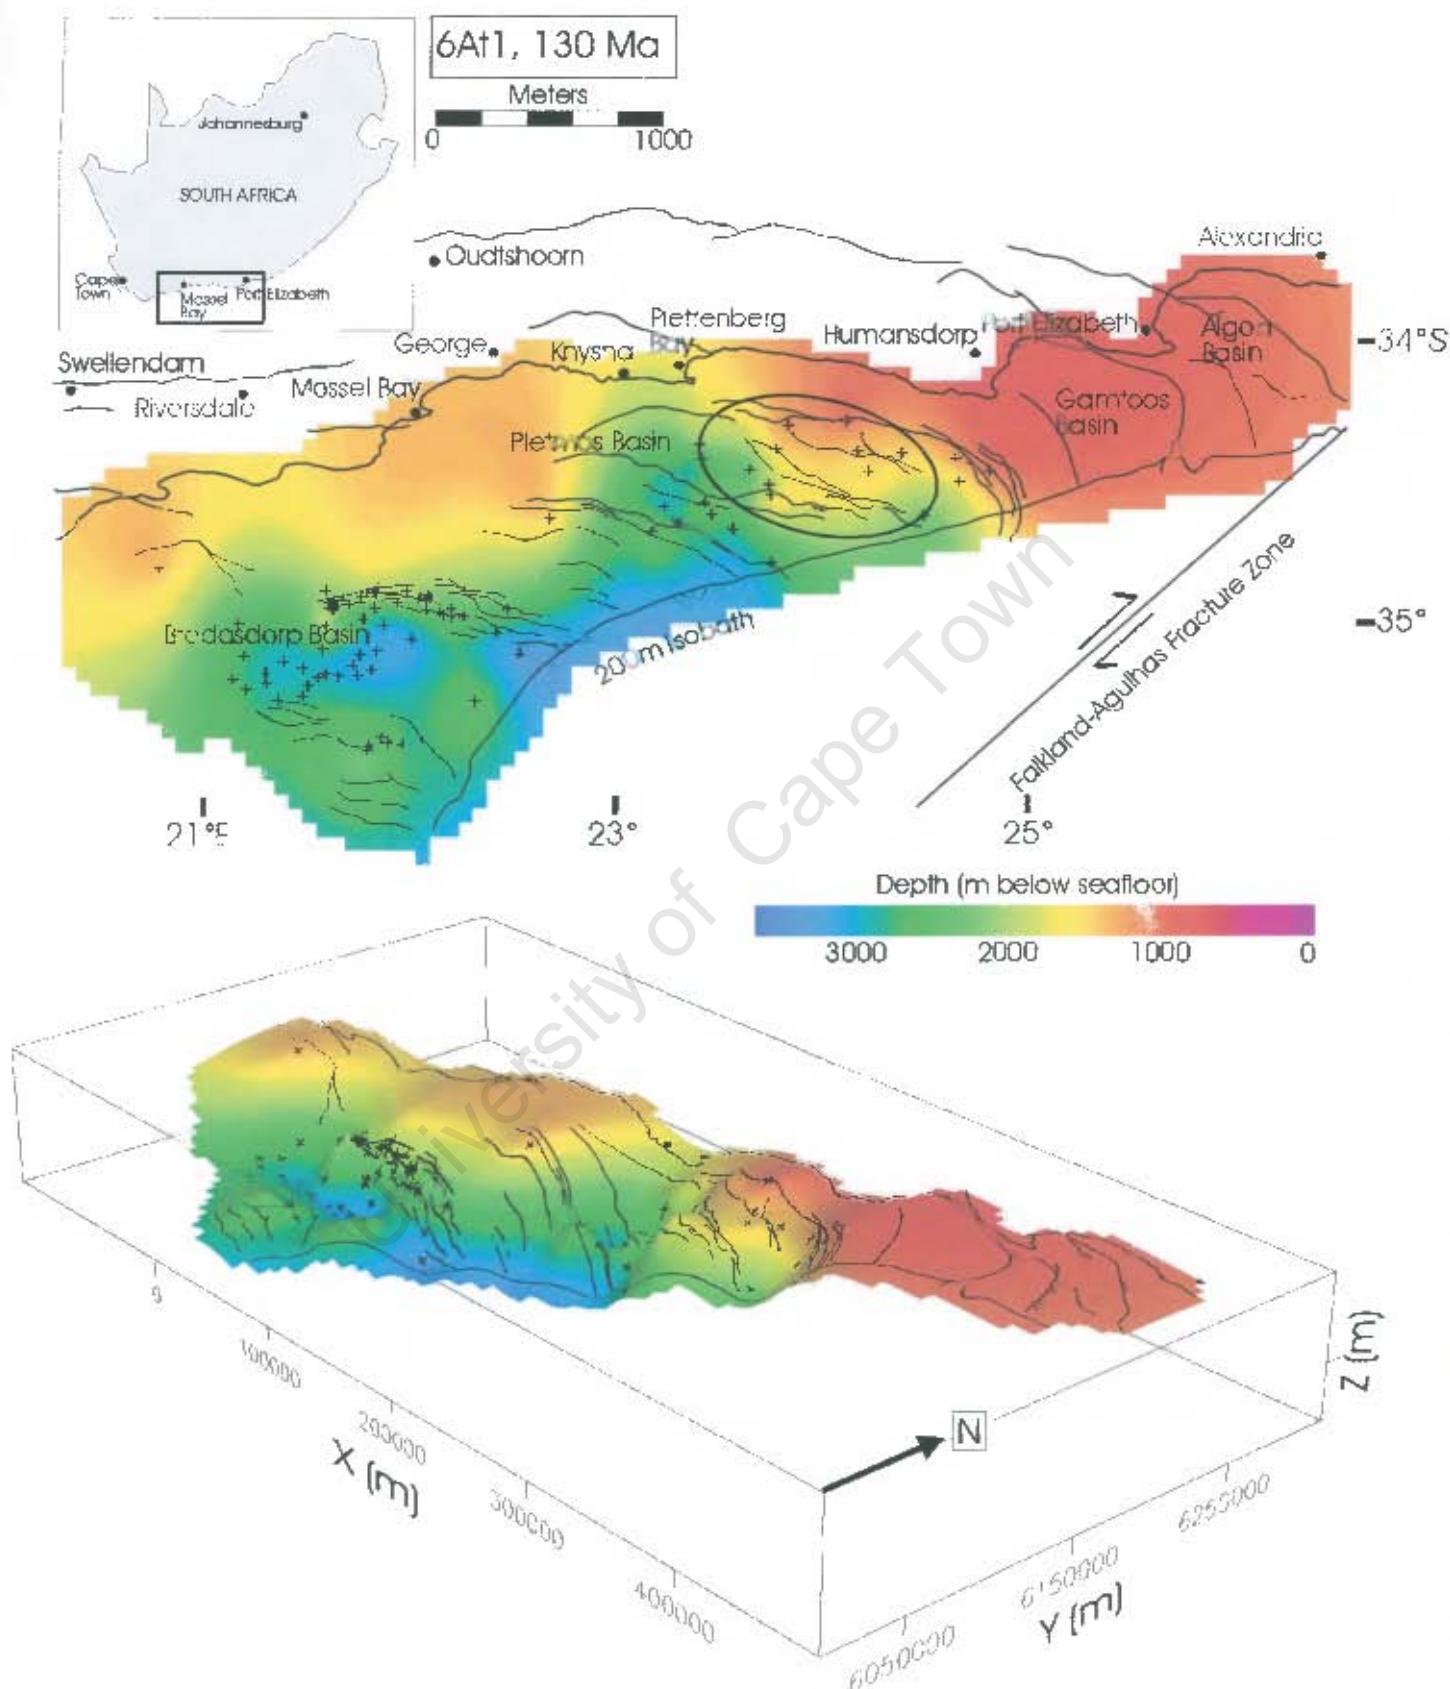 6At1, 130 Ma
Meters
0 1000
Johannesburg
SOUTH AFRICA
Cape
Town
Mossel
Bay
Port Elizabeth
Oudtshoorn
Alexandria
Plettenberg
Bay
Humansdorp
Port Elizabeth
Algoa
Basin
34°S
George
Knysna
Swellendam
Mossel Bay
Riversdale
Gamtoos
Basin
Pletmos Basin
Bredasdorp Basin
35°
200m Isobath
Falkland-Agulhas Fracture Zone
21°E
23°
25°
Depth (m below seafloor)
3000 2000 1000 0
University of Cape Town
0
100000
200000
300000
400000
X (m)
N
Z (m)
6050000
6150000
6250000
Y (m)